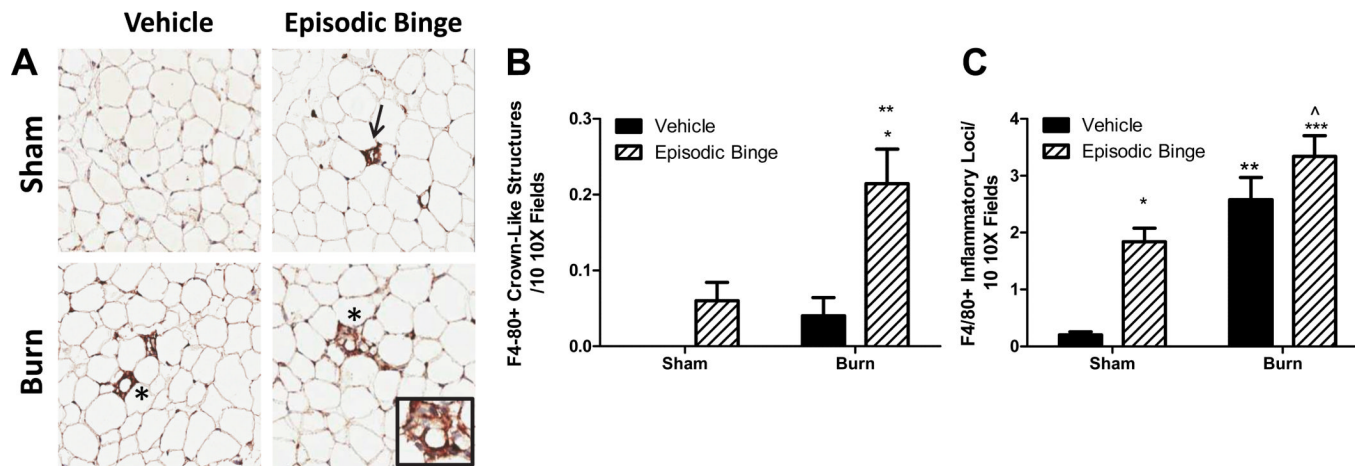 Vehicle
Episodic Binge
A
Sham
Burn
*
*
B
F4-80+ Crown-Like Structures
/10 10X Fields
0.3
0.2
0.1
0.0
Vehicle
Episodic Binge
**
*
Sham
Burn
C
F4/80+ Inflammatory Loci/
10 10X Fields
4
3
2
1
0
Vehicle
Episodic Binge
*
**
^
***
Sham
Burn